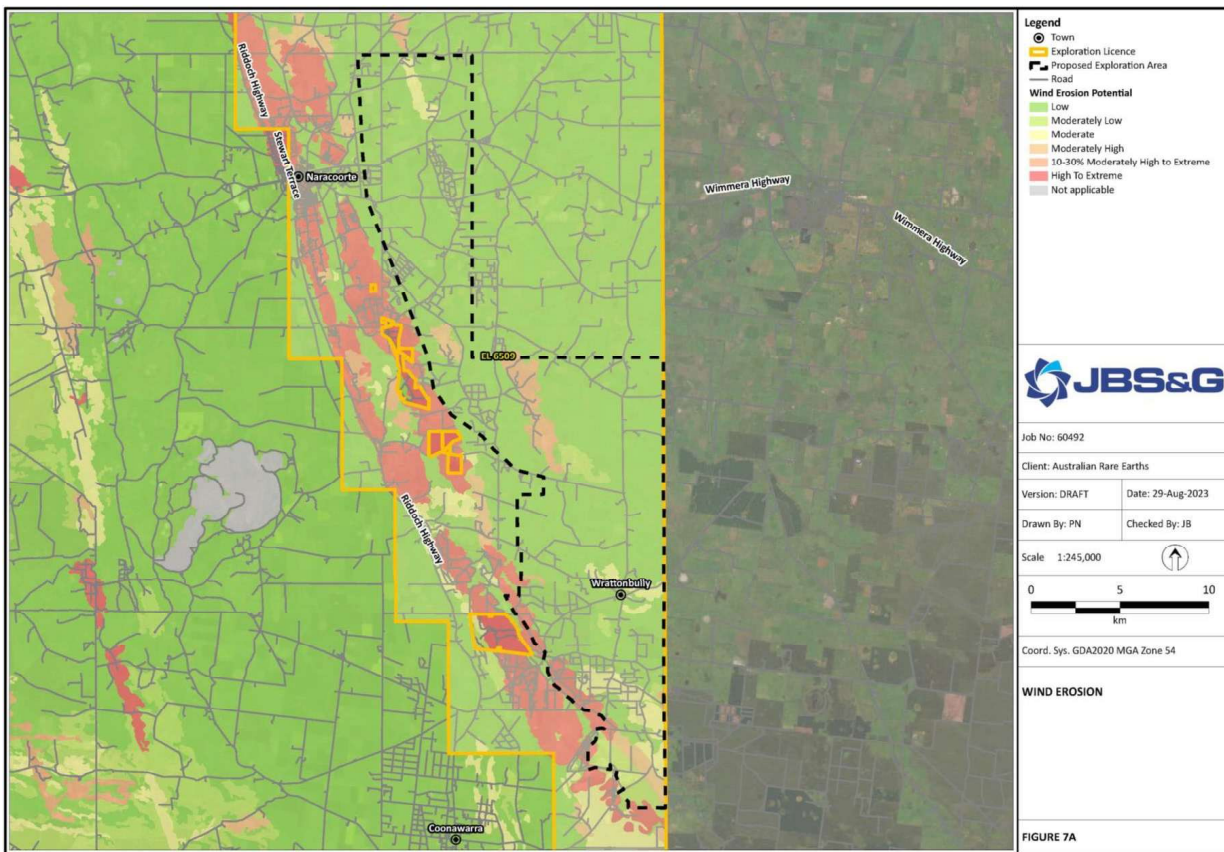 Riddoch Highway
Stewart Terrace
Naracoorte
Wimmera Highway
Wimmera Highway
EL 6509
Riddoch Highway
Wrattonbully
Coonawarra
Legend
Town
Exploration Licence
Proposed Exploration Area
Road
Wind Erosion Potential
Low
Moderately Low
Moderate
Moderately High
10-30% Moderately High to Extreme
High To Extreme
Not applicable
JBS&G
Job No: 60492
Client: Australian Rare Earths
Version: DRAFT
Date: 29-Aug-2023
Drawn By: PN
Checked By: JB
Scale 1:245,000
0 5 10
km
Coord. Sys. GDA2020 MGA Zone 54
WIND EROSION
FIGURE 7A